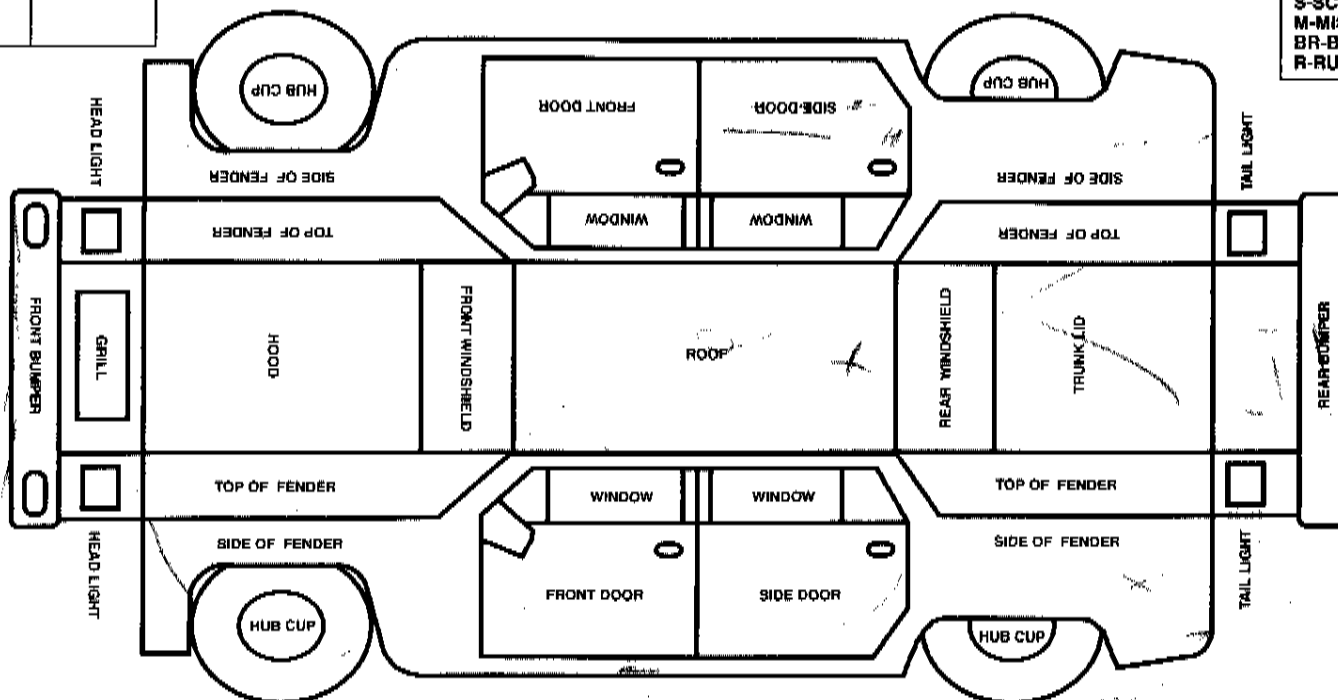 BR-B
R-RU
HUB CUP
HUB CUP
HEAD LIGHT
FRONT DOOR
SIDE DOOR
TAIL LIGHT
SIDE OF FENDER
SIDE OF FENDER
WINDOW
WINDOW
TOP OF FENDER
TOP OF FENDER
FRONT BUMPER
GRILL
HOOD
FRONT WINDSHIELD
ROOF
REAR WINDSHIELD
TRUNK LID
REAR BUMPER
TOP OF FENDER
WINDOW
WINDOW
TOP OF FENDER
SIDE OF FENDER
SIDE OF FENDER
HEAD LIGHT
FRONT DOOR
SIDE DOOR
TAIL LIGHT
HUB CUP
HUB CUP